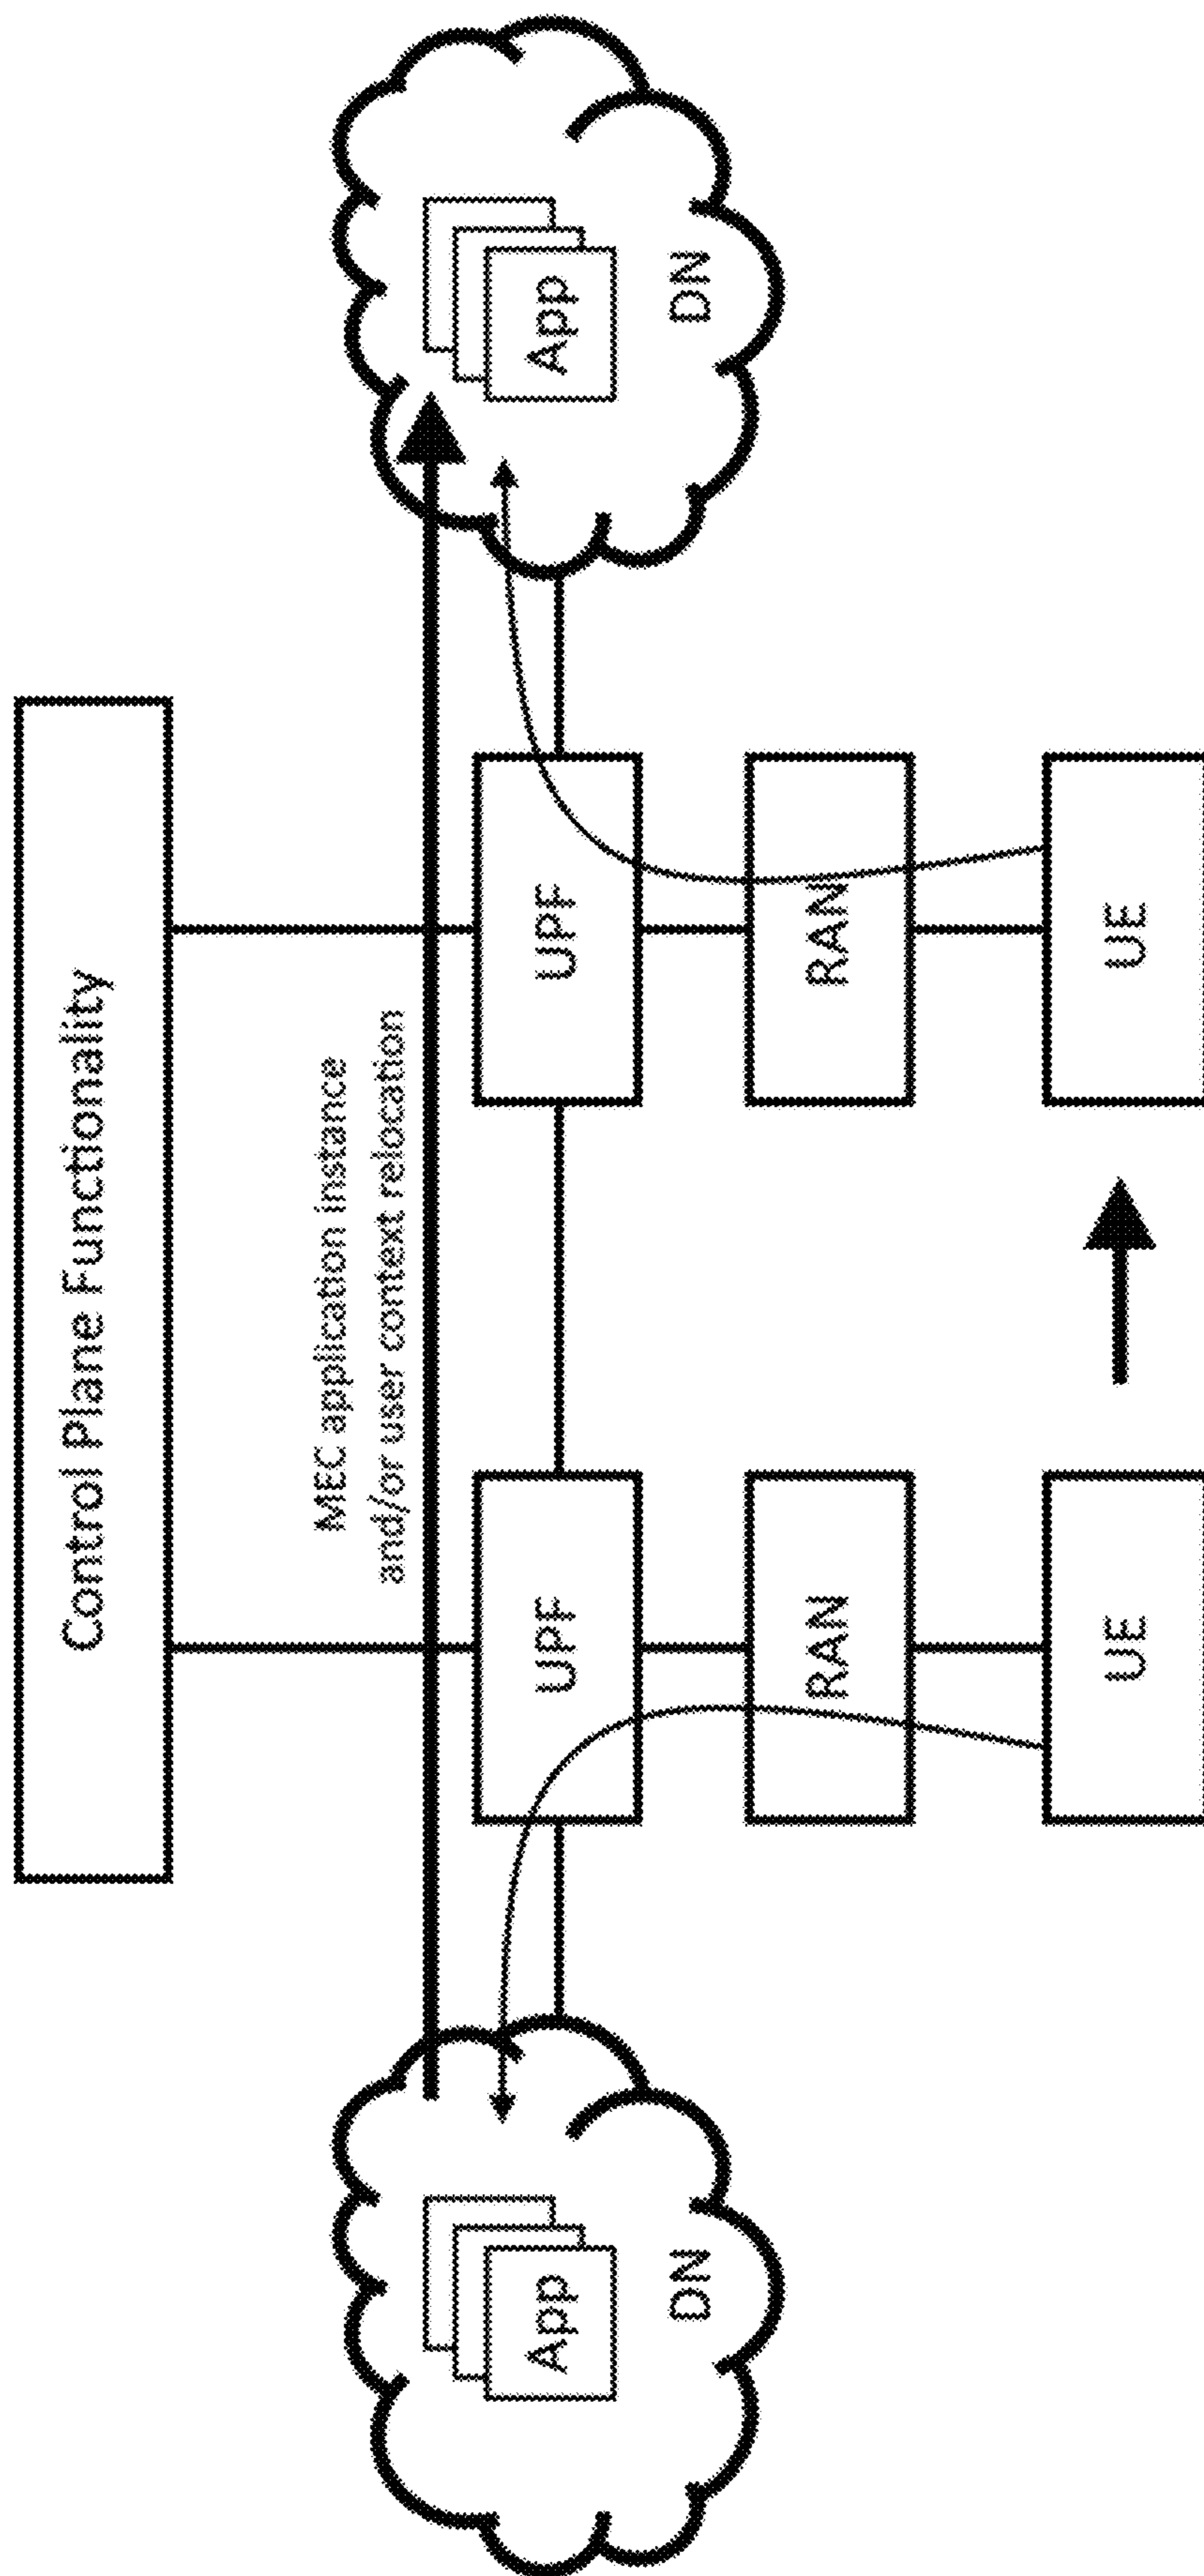 Control Plane Functionality
MEC application instance
and/or user context relocation
App
DN
UPF
UPF
App
DN
RAN
RAN
UE
UE